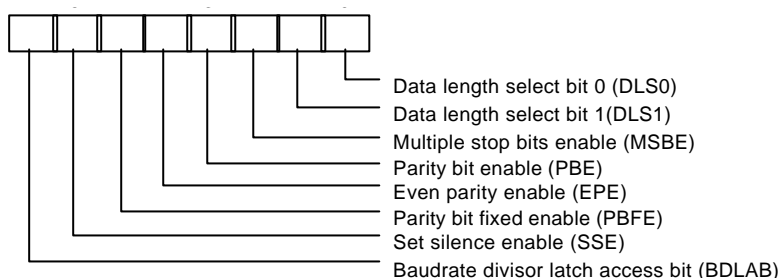 Data length select bit 0 (DLS0)
Data length select bit 1(DLS1)
Multiple stop bits enable (MSBE)
Parity bit enable (PBE)
Even parity enable (EPE)
Parity bit fixed enable (PBFE)
Set silence enable (SSE)
Baudrate divisor latch access bit (BDLAB)